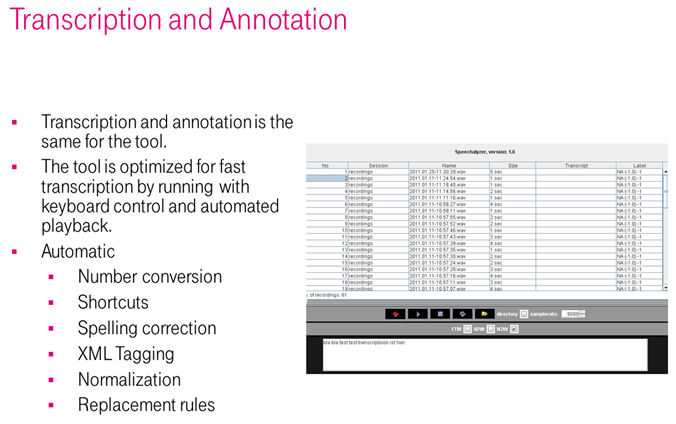 Transcription and Annotation
Transcription and annotation is the
same for the tool.
The tool is optimized for fast
transcription by running with
keyboard control and automated
playback.
Automatic
Number conversion
Shortcuts
Spelling correction
XML Tagging
Normalization
Replacement rules
Speechalyzer, version: 1.6
No Session Name Size Transcript Label
1 recordings 2011.01.25-11.30.39.wav 5 sec NA (-1.0) -1
2 recordings 2011.01.11-11.24.54.wav 1 sec NA (-1.0) -1
3 recordings 2011.01.11-11.18.40.wav 1 sec NA (-1.0) -1
4 recordings 2011.01.11-11.14.56.wav 2 sec NA (-1.0) -1
5 recordings 2011.01.11-11.11.16.wav 1 sec NA (-1.0) -1
6 recordings 2011.01.11-10.58.27.wav 4 sec NA (-1.0) -1
7 recordings 2011.01.11-10.58.11.wav 1 sec NA (-1.0) -1
8 recordings 2011.01.11-10.57.55.wav 2 sec NA (-1.0) -1
9 recordings 2011.01.11-10.57.52.wav 2 sec NA (-1.0) -1
10 recordings 2011.01.11-10.57.46.wav 1 sec NA (-1.0) -1
11 recordings 2011.01.11-10.57.43.wav 3 sec NA (-1.0) -1
12 recordings 2011.01.11-10.57.39.wav 4 sec NA (-1.0) -1
13 recordings 2011.01.11-10.57.35.wav 1 sec NA (-1.0) -1
14 recordings 2011.01.11-10.57.30.wav 2 sec NA (-1.0) -1
15 recordings 2011.01.11-10.57.24.wav 2 sec NA (-1.0) -1
16 recordings 2011.01.11-10.57.20.wav 3 sec NA (-1.0) -1
17 recordings 2011.01.11-10.57.16.wav 4 sec NA (-1.0) -1
18 recordings 2011.01.11-10.57.11.wav 3 sec NA (-1.0) -1
recordings 2011.01.11-10.57.07.wav 4 sec NA (-1.0) -1
. of recordings: 61
directory samplerate: 8000
FTM APM NJW
bla bla test test transcription ist hier.